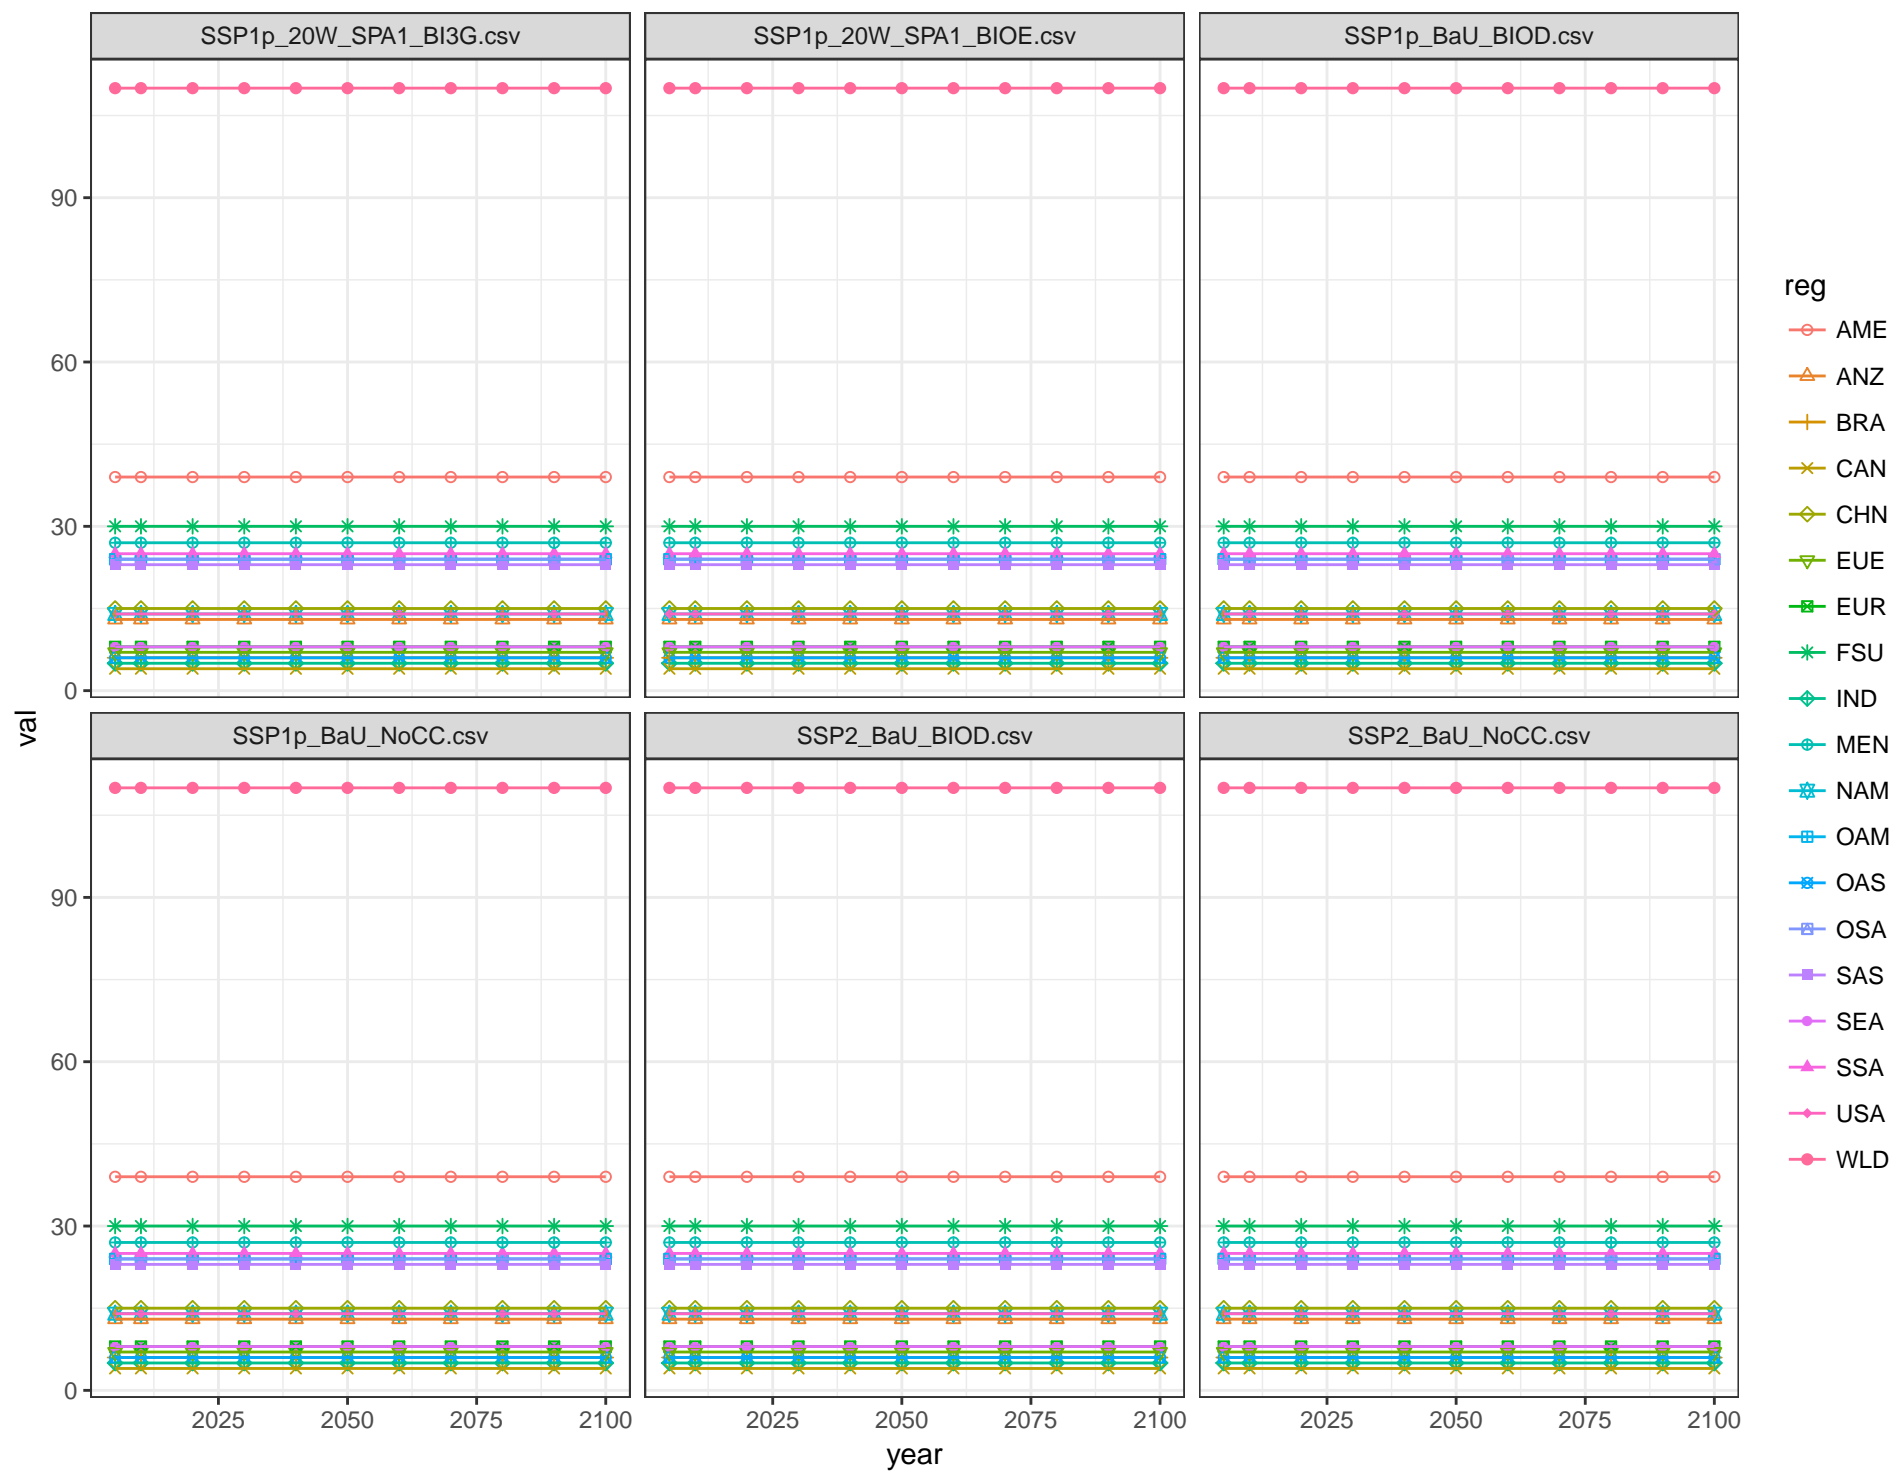 SSP1p_20W_SPA1_BI3G.csv
SSP1p_20W_SPA1_BIOE.csv
SSP1p_BaU_BIOD.csv
90
60
30
0
SSP1p_BaU_NoCC.csv
SSP2_BaU_BIOD.csv
SSP2_BaU_NoCC.csv
90
60
30
0
val
2025
2050
2075
2100
2025
2050
2075
2100
2025
2050
2075
2100
year
reg
AME
ANZ
BRA
CAN
CHN
EUE
EUR
FSU
IND
MEN
NAM
OAM
OAS
OSA
SAS
SEA
SSA
USA
WLD